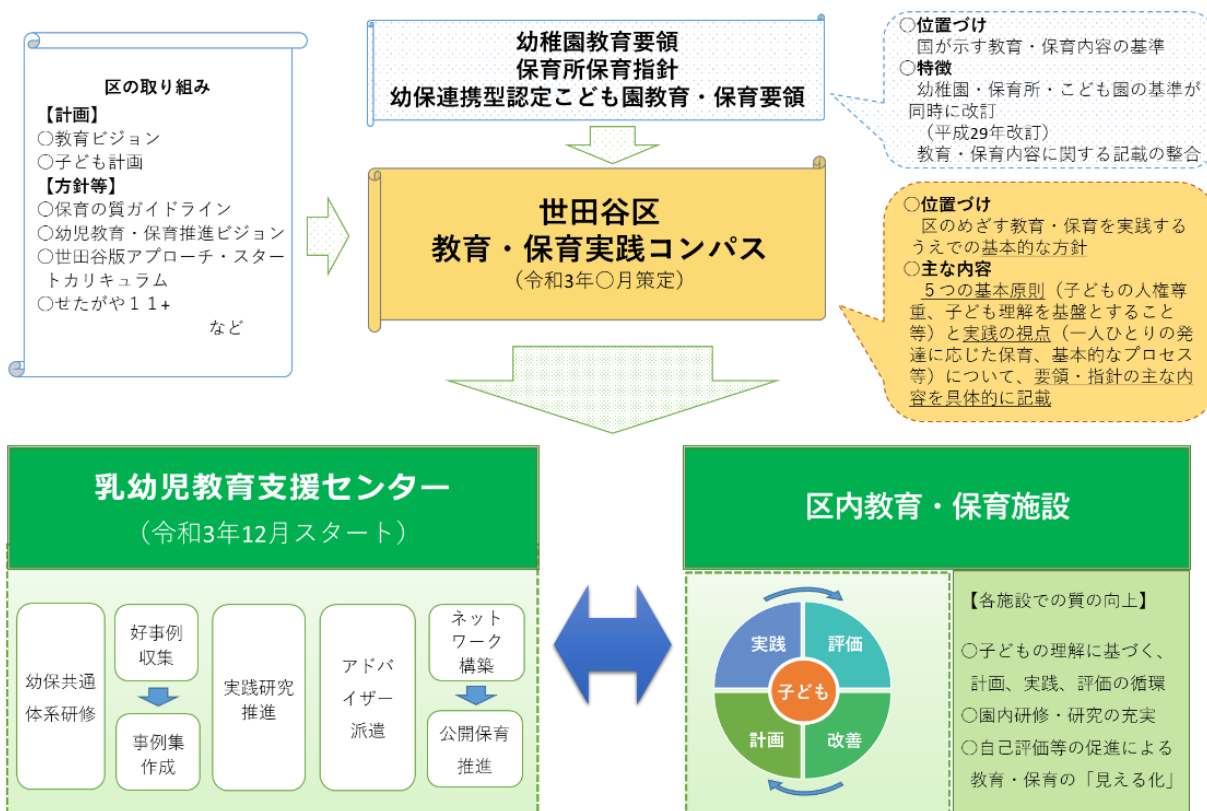 区の取り組み
【計画】
○教育ビジョン
○子ども計画
【方針等】
○保育の質ガイドライン
○幼児教育・保育推進ビジョン
○世田谷版アプローチ・スター
トカリキュラム
○せたがや１１+
など
幼稚園教育要領
保育所保育指針
幼保連携型認定こども園教育・保育要領
○位置づけ
国が示す教育・保育内容の基準
○特徴
幼稚園・保育所・こども園の基準が
同時に改訂
（平成29年改訂）
教育・保育内容に関する記載の整合
世田谷区
教育・保育実践コンパス
（令和3年〇月策定）
○位置づけ
区のめざす教育・保育を実践する
うえでの基本的な方針
○主な内容
５つの基本原則（子どもの人権尊
重、子ども理解を基盤とすること
等）と実践の視点（一人ひとりの発
達に応じた保育、基本的なプロセス
等）について、要領・指針の主な内
容を具体的に記載
乳幼児教育支援センター
（令和3年12月スタート）
幼保共通
体系研修
好事例
収集
事例集
作成
実践研究
推進
アドバ
イザー
派遣
ネット
ワーク
構築
公開保育
推進
区内教育・保育施設
実践
評価
子ども
計画
改善
【各施設での質の向上】
○子どもの理解に基づく、
計画、実践、評価の循環
○園内研修・研究の充実
○自己評価等の促進による
教育・保育の「見える化」